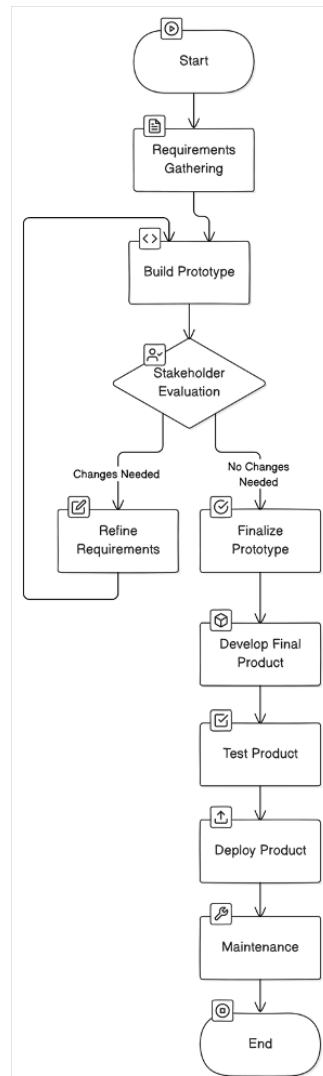 Start
Requirements
Gathering
Build Prototype
Stakeholder
Evaluation
Changes Needed
No Changes
Needed
Refine
Requirements
Finalize
Prototype
Develop Final
Product
Test Product
Deploy Product
Maintenance
End